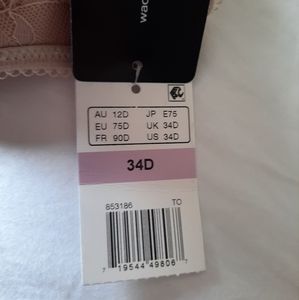 wac
AU 12D JP E75
EU 75D UK 34D
FR 90D US 34D
34D
853186 TO
7 19544 49806 7